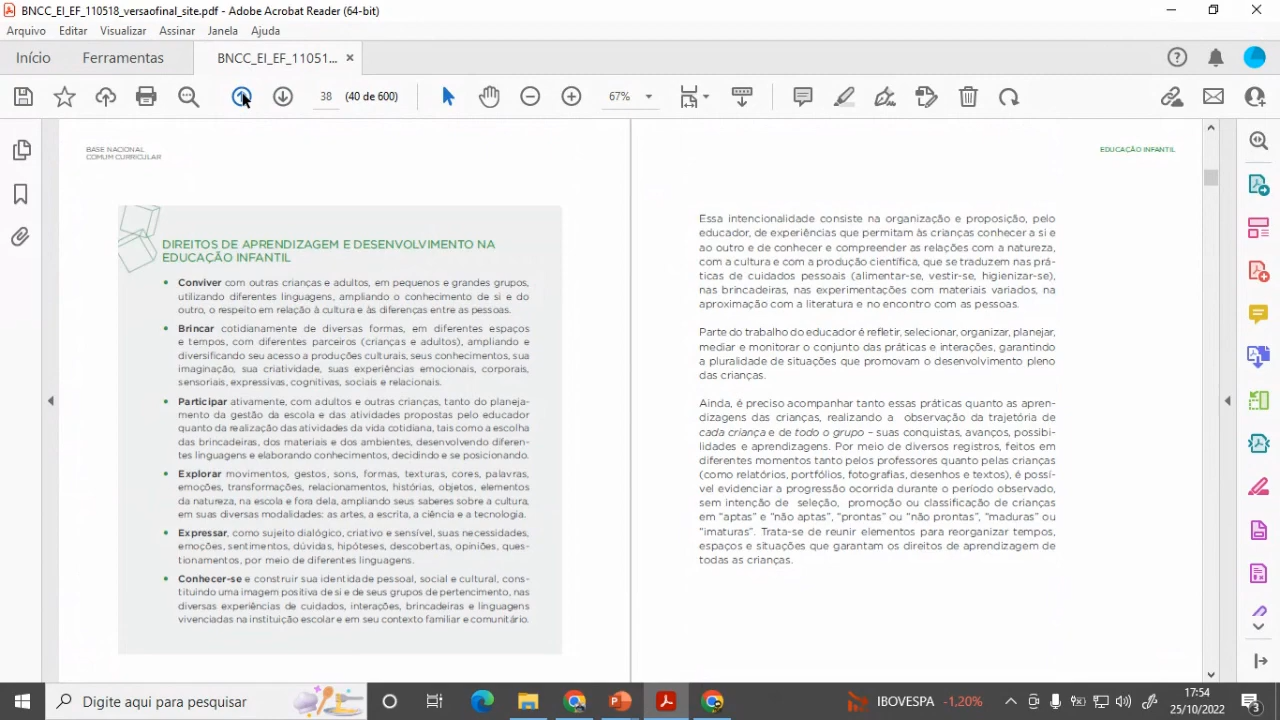 BNCC_EI_EF_110518_versaofinal_site.pdf - Adobe Acrobat Reader (64-bit)
Arquivo Editar Visualizar Assinar Janela Ajuda
Início Ferramentas BNCC_EI_EF_11051... ×
38 (40 de 600) 67%
BASE NACIONAL
COMUM CURRICULAR
DIREITOS DE APRENDIZAGEM E DESENVOLVIMENTO NA
EDUCAÇÃO INFANTIL
• Conviver com outras crianças e adultos, em pequenos e grandes grupos,
utilizando diferentes linguagens, ampliando o conhecimento de si e do
outro, o respeito em relação à cultura e às diferenças entre as pessoas.
• Brincar cotidianamente de diversas formas, em diferentes espaços
e tempos, com diferentes parceiros (crianças e adultos), ampliando e
diversificando seu acesso a produções culturais, seus conhecimentos, sua
imaginação, sua criatividade, suas experiências emocionais, corporais,
sensoriais, expressivas, cognitivas, sociais e relacionais.
• Participar ativamente, com adultos e outras crianças, tanto do planeja-
mento da gestão da escola e das atividades propostas pelo educador
quanto da realização das atividades da vida cotidiana, tais como a escolha
das brincadeiras, dos materiais e dos ambientes, desenvolvendo diferen-
tes linguagens e elaborando conhecimentos, decidindo e se posicionando.
• Explorar movimentos, gestos, sons, formas, texturas, cores, palavras,
emoções, transformações, relacionamentos, histórias, objetos, elementos
da natureza, na escola e fora dela, ampliando seus saberes sobre a cultura,
em suas diversas modalidades: as artes, a escrita, a ciência e a tecnologia.
• Expressar, como sujeito dialógico, criativo e sensível, suas necessidades,
emoções, sentimentos, dúvidas, hipóteses, descobertas, opiniões, ques-
tionamentos, por meio de diferentes linguagens.
• Conhecer-se e construir sua identidade pessoal, social e cultural, cons-
tituindo uma imagem positiva de si e de seus grupos de pertencimento, nas
diversas experiências de cuidados, interações, brincadeiras e linguagens
vivenciadas na instituição escolar e em seu contexto familiar e comunitário.
EDUCAÇÃO INFANTIL
Essa intencionalidade consiste na organização e proposição, pelo
educador, de experiências que permitam às crianças conhecer a si e
ao outro e de conhecer e compreender as relações com a natureza,
com a cultura e com a produção científica, que se traduzem nas prá-
ticas de cuidados pessoais (alimentar-se, vestir-se, higienizar-se),
nas brincadeiras, nas experimentações com materiais variados, na
aproximação com a literatura e no encontro com as pessoas.
Parte do trabalho do educador é refletir, selecionar, organizar, planejar,
mediar e monitorar o conjunto das práticas e interações, garantindo
a pluralidade de situações que promovam o desenvolvimento pleno
das crianças.
Ainda, é preciso acompanhar tanto essas práticas quanto as apren-
dizagens das crianças, realizando a observação da trajetória de
cada criança e de todo o grupo – suas conquistas, avanços, possibi-
lidades e aprendizagens. Por meio de diversos registros, feitos em
diferentes momentos tanto pelos professores quanto pelas crianças
(como relatórios, portfólios, fotografias, desenhos e textos), é possí-
vel evidenciar a progressão ocorrida durante o período observado,
sem intenção de seleção, promoção ou classificação de crianças
em “aptas” e “não aptas”, “prontas” ou “não prontas”, “maduras” ou
“imaturas”. Trata-se de reunir elementos para reorganizar tempos,
espaços e situações que garantam os direitos de aprendizagem de
todas as crianças.
Digite aqui para pesquisar
IBOVESPA -1,20%
17:54
25/10/2022
3